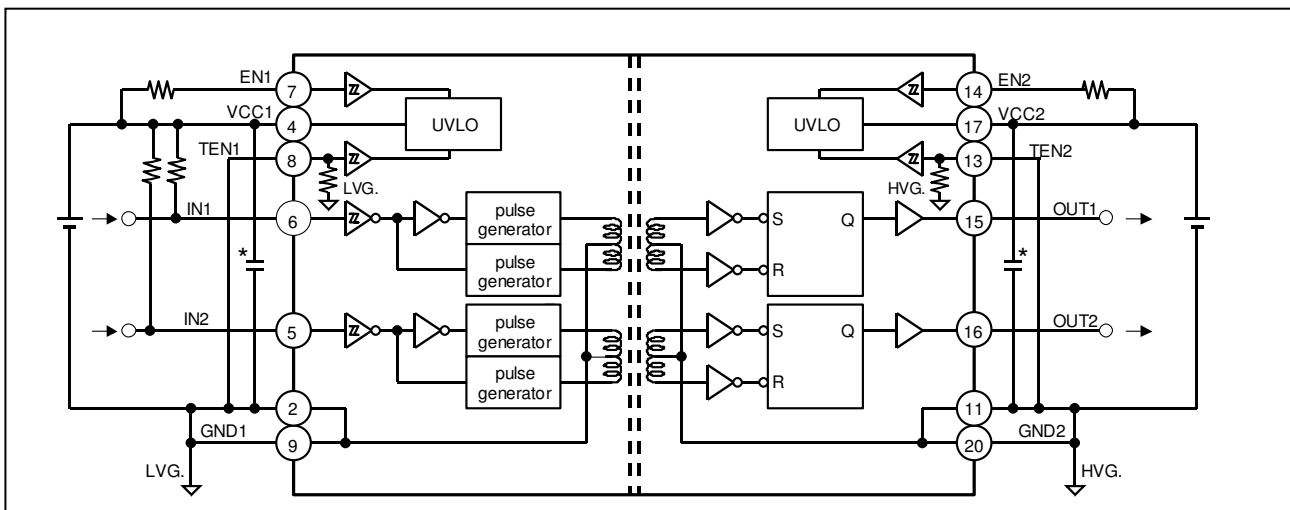 EN1
7
14
EN2
VCC1
4
UVLO
UVLO
17
VCC2
TEN1
8
13
TEN2
LVG.
HVG.
IN1
6
pulse
generator
S
Q
15
OUT1
pulse
generator
R
*
*
IN2
5
pulse
generator
S
Q
16
OUT2
pulse
generator
R
2
11
GND1
9
20
GND2
LVG.
HVG.